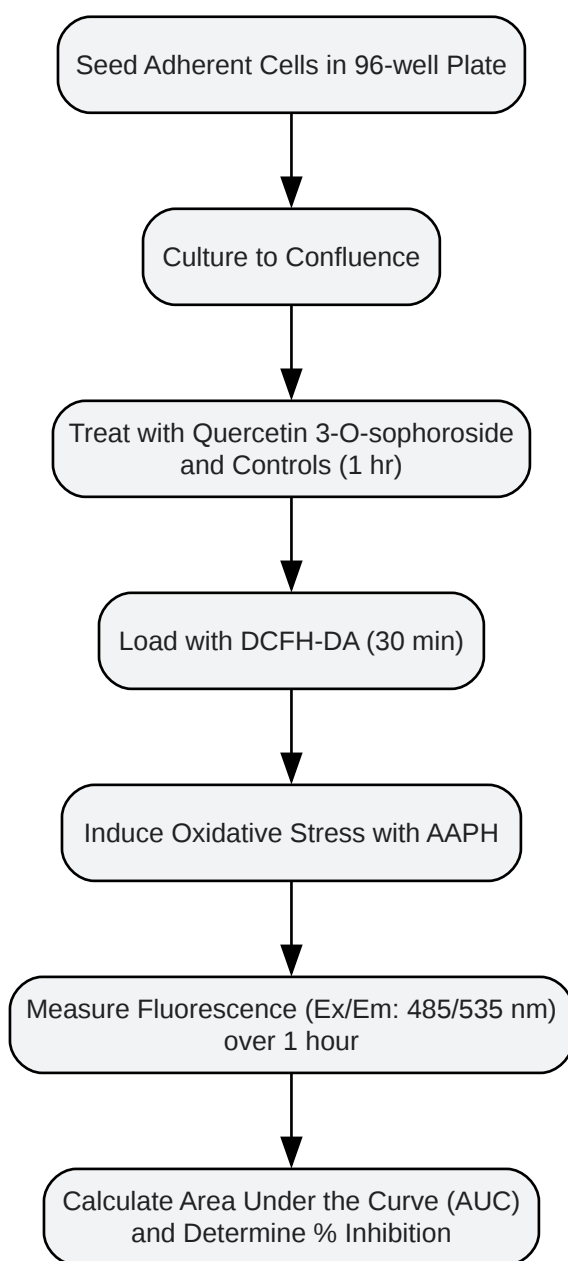 Seed Adherent Cells in 96-well Plate
Culture to Confluence
Treat with Quercetin 3-O-sophoroside
and Controls (1 hr)
Load with DCFH-DA (30 min)
Induce Oxidative Stress with AAPH
Measure Fluorescence (Ex/Em: 485/535 nm)
over 1 hour
Calculate Area Under the Curve (AUC)
and Determine % Inhibition